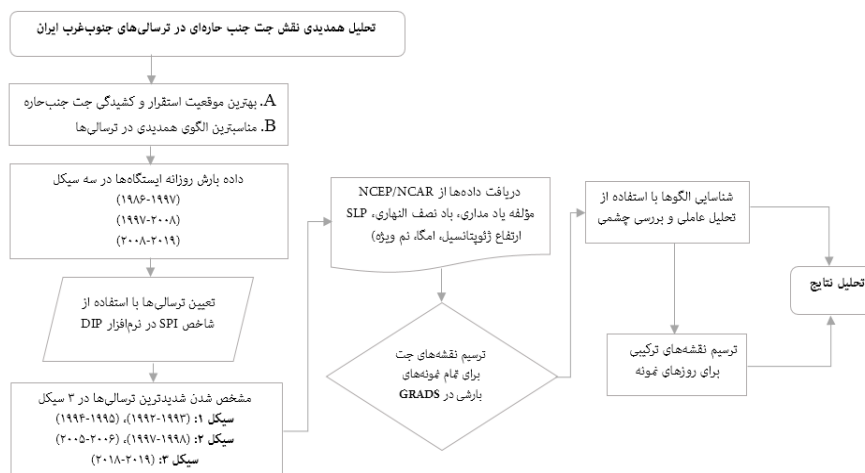 تحلیل همدیدی نقش جت جنب حاره‌ای در ترسالی‌های جنوب‌غرب ایران
A. بهترین موقعیت استقرار و کشیدگی جت جنب‌حاره
B. مناسبترین الگوی همدیدی در ترسالی‌ها
داده بارش روزانه ایستگاه‌ها در سه سیکل
(۱۹۸۶-۱۹۹۷)
(۱۹۹۷-۲۰۰۸)
(۲۰۰۸-۲۰۱۹)
تعیین ترسالی‌ها با استفاده از
شاخص SPI در نرم‌افزار DIP
مشخص شدن شدیدترین ترسالی‌ها در ۳ سیکل
سیکل ۱: (۱۹۹۲-۱۹۹۳)، (۱۹۹۴-۱۹۹۵)
سیکل ۲: (۱۹۹۷-۱۹۹۸)، (۲۰۰۵-۲۰۰۶)
سیکل ۳: (۲۰۱۸-۲۰۱۹)
دریافت داده‌ها از NCEP/NCAR
مؤلفه باد مداری، باد نصف النهاری، SLP
ارتفاع ژئوپتانسیل، امگا، نم ویژه)
ترسیم نقشه‌های جت
برای تمام نمونه‌های
بارشی در GRADS
شناسایی الگوها با استفاده از
تحلیل عاملی و بررسی چشمی
ترسیم نقشه‌های ترکیبی
برای روزهای نمونه
تحلیل نتایج